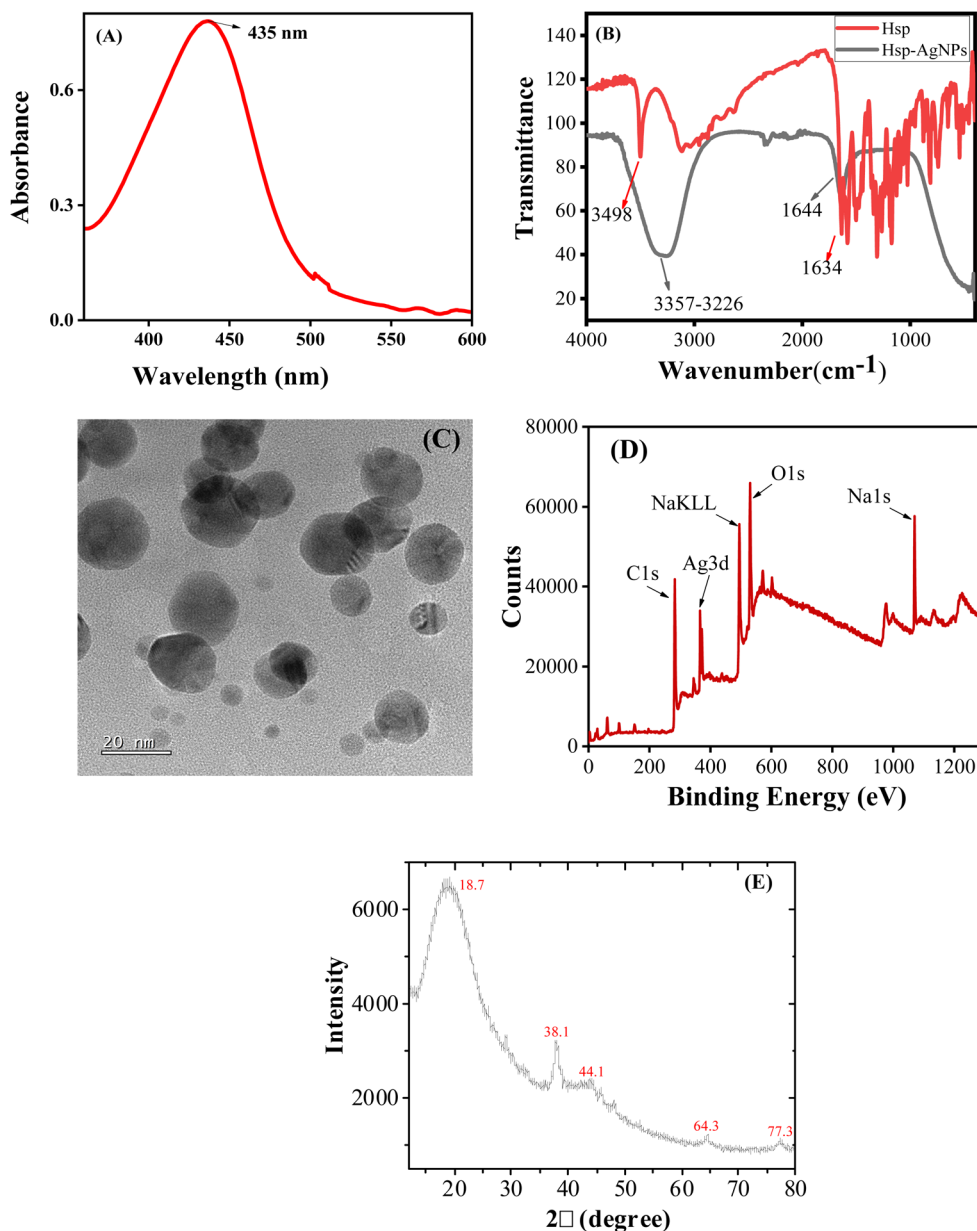 (A)
435 nm
0.6
0.3
0.0
400
450
500
550
600
Absorbance
Wavelength (nm)
(B)
Hsp
Hsp-AgNPs
140
120
100
80
60
40
20
3498
1644
1634
3357-3226
4000
3000
2000
1000
Transmittance
Wavenumber(cm-1
(C)
20 nm
(D)
80000
60000
40000
20000
0
O1s
NaKLL
Na1s
C1s
Ag3d
0
200
400
600
800
1000
1200
Counts
Binding Energy (eV)
(E)
18.7
6000
4000
2000
38.1
44.1
64.3
77.3
20
30
40
50
60
70
80
Intensity
2□ (degree)